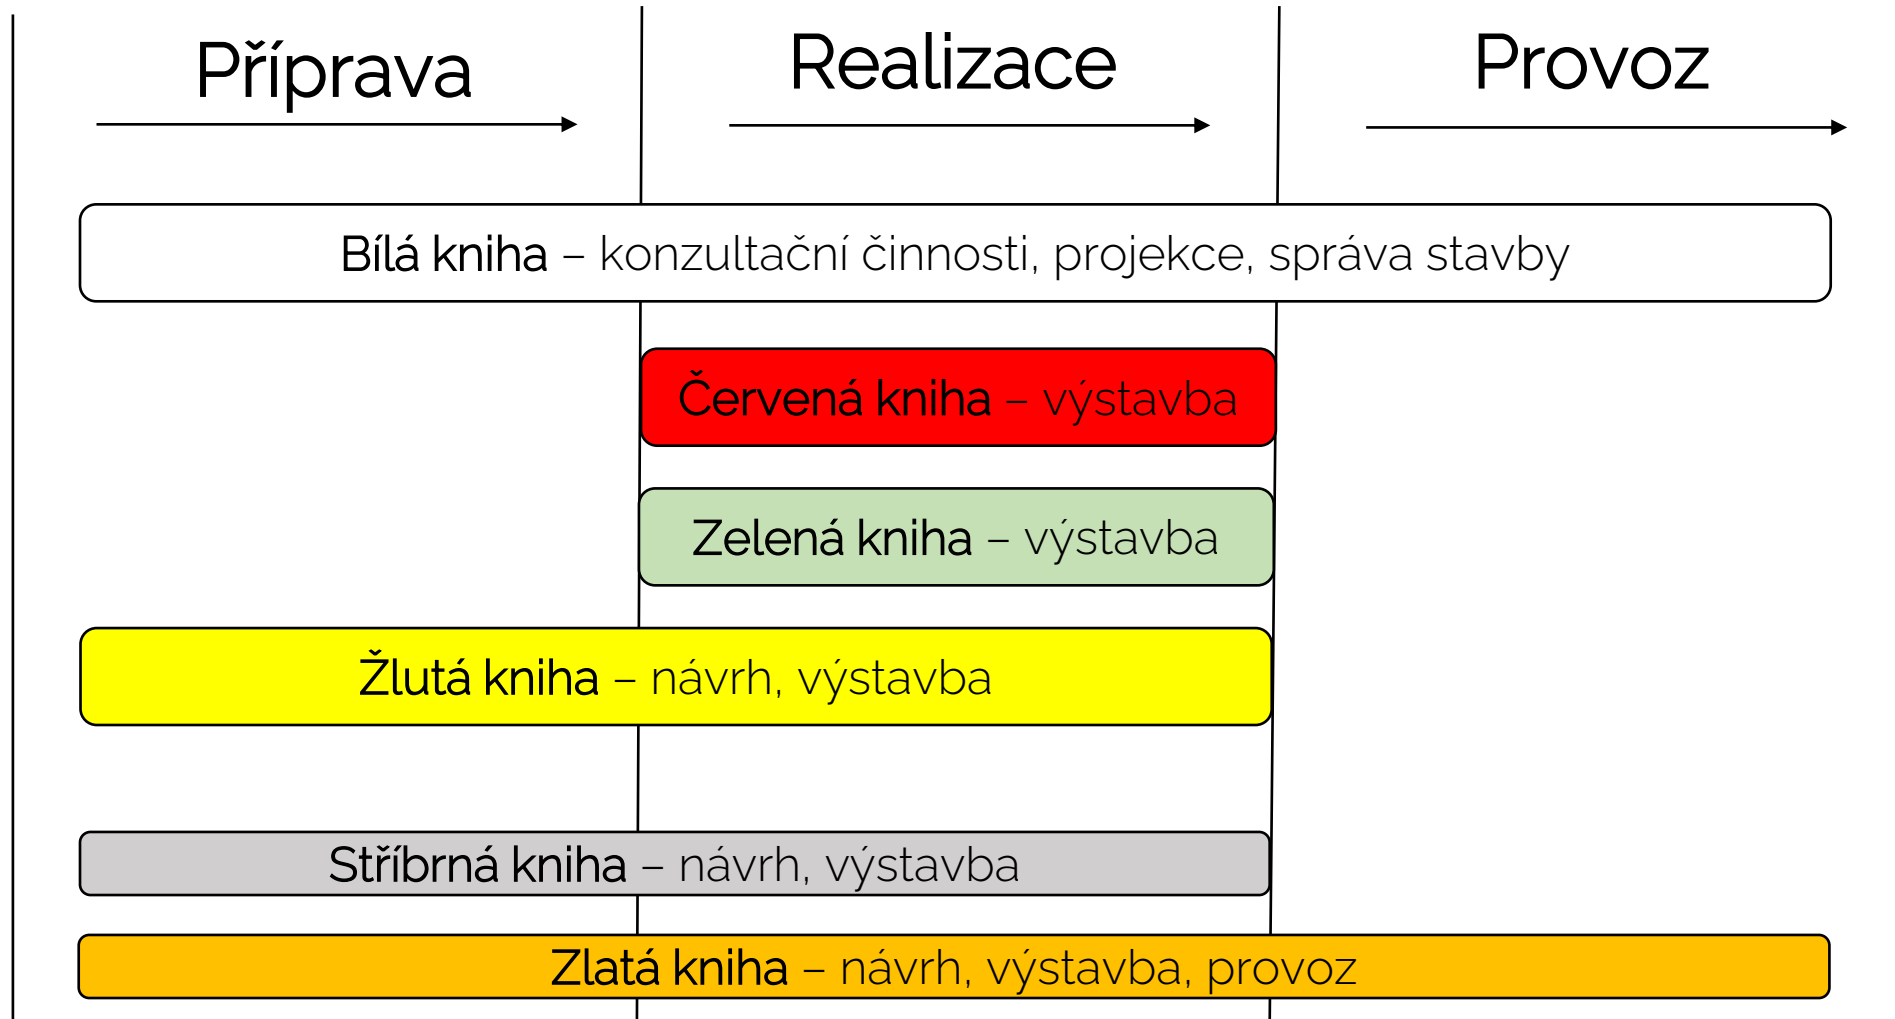 Příprava
Realizace
Provoz
Bílá kniha – konzultační činnosti, projekce, správa stavby
Červená kniha – výstavba
Zelená kniha – výstavba
Žlutá kniha – návrh, výstavba
Stříbrná kniha – návrh, výstavba
Zlatá kniha – návrh, výstavba, provoz